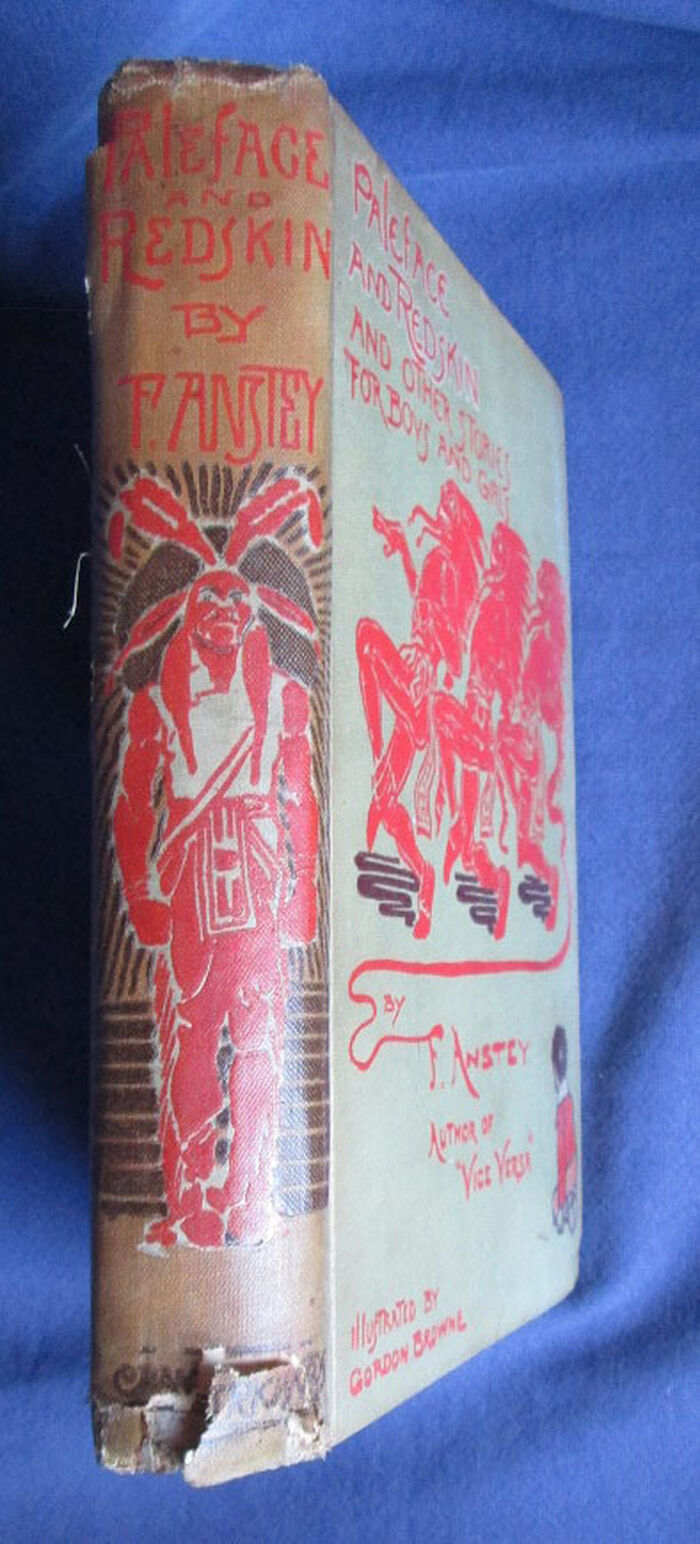 PALEFACE
AND
REDSKIN
BY
F. ANSTEY
PALEFACE
AND REDSKIN
AND OTHER STORIES
FOR BOYS AND GIRLS
BY
F. ANSTEY
AUTHOR OF
"VICE VERSA"
ILLUSTRATED BY
GORDON BROWNE